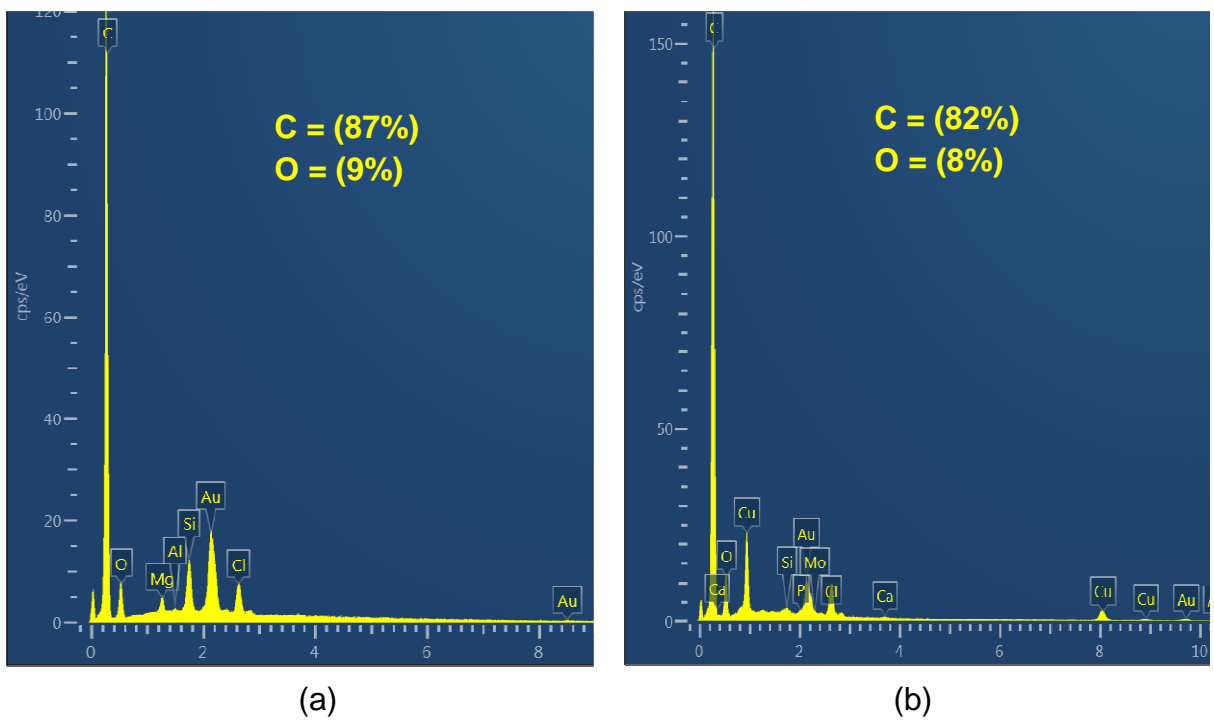 120
C
100
C = (87%)
O = (9%)
80
cps/eV
60
40
Au
20
Si
Al
O
Cl
Mg
Au
0
0 2 4 6 8
(a)
C
150
C = (82%)
O = (8%)
100
cps/eV
50
Cu
Au
O
Si
Mo
Ca
P
Cl
Ca
Cu
Cu
Au
0
0 2 4 6 8 10
(b)